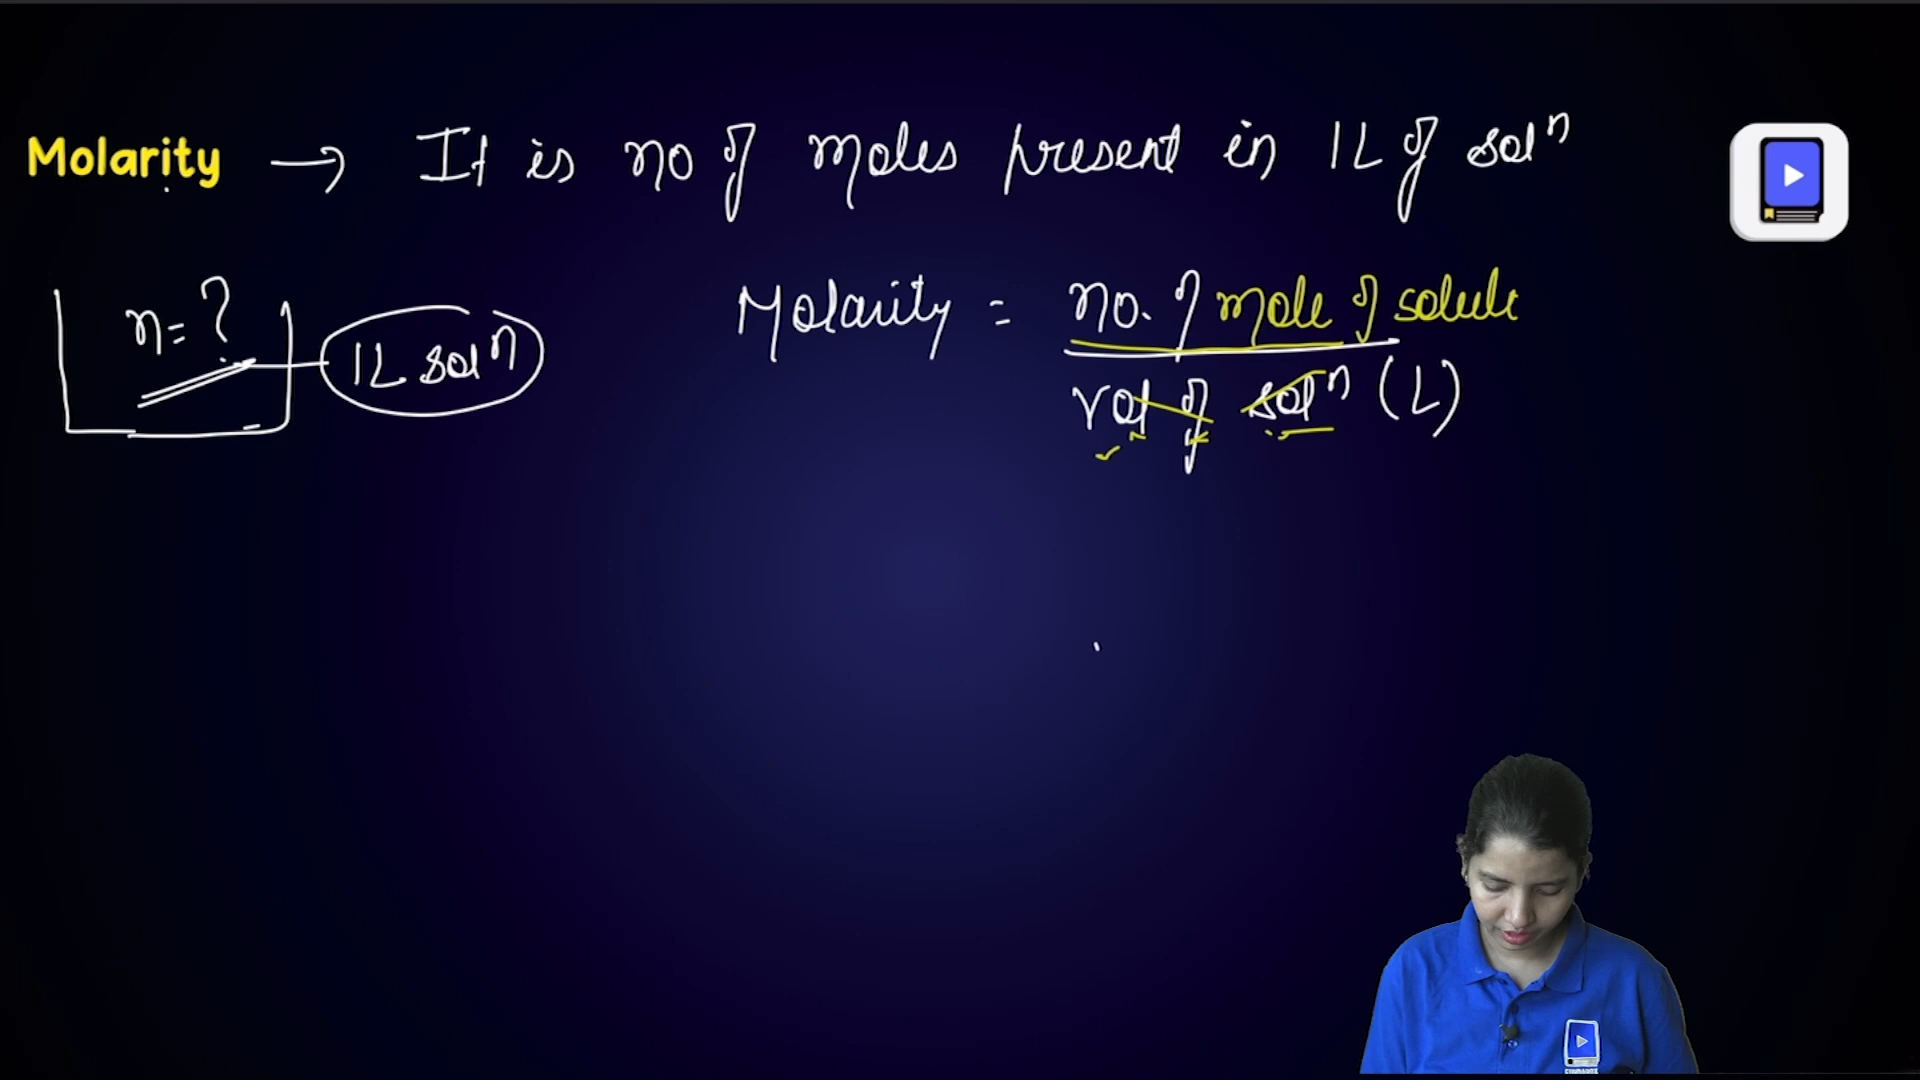 Molarity → It is no of moles present in 1L of solⁿ
n = ?
1L solⁿ
Molarity = no. of mole of solute
vol of solⁿ (L)